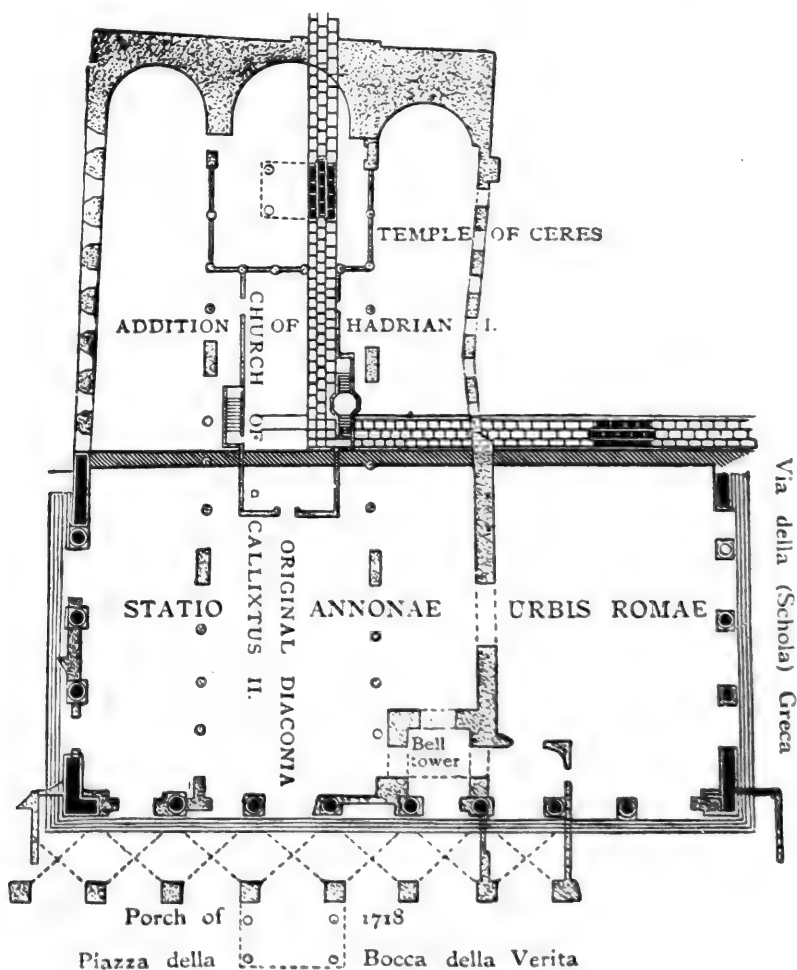 TEMPLE OF CERES
ADDITION OF HADRIAN I.
CHURCH OF CALLIXTUS II.
ORIGINAL DIACONIA
STATIO ANNONAE URBIS ROMAE
Via della (Schola) Greca
Bell
tower
Porch of 1718
Piazza della Bocca della Verita